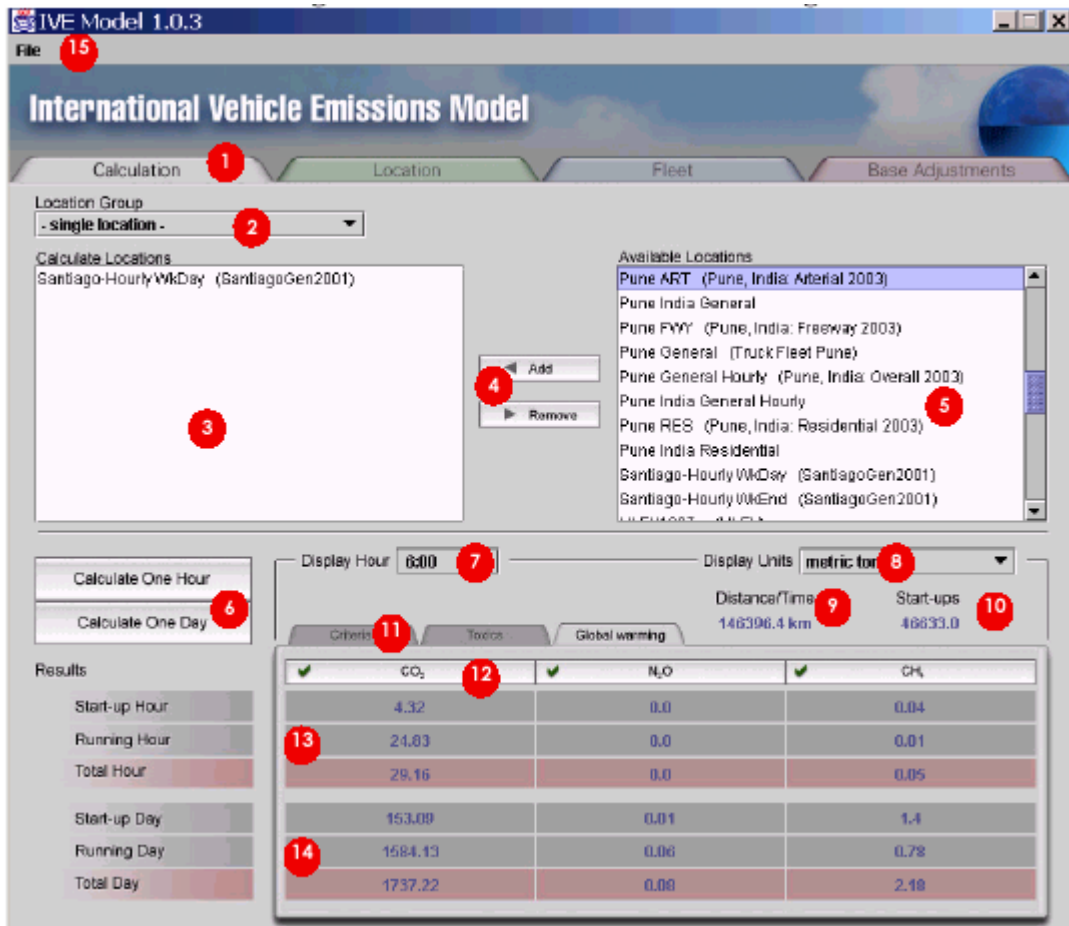 IVE Model 1.0.3
File 15
International Vehicle Emissions Model
Calculation 1 Location Fleet Base Adjustments
Location Group
- single location - 2
Calculate Locations
Santiago-Hourly WkDay (SantiagoGen2001)
3
4 Add
Remove
Available Locations
Pune ART (Pune, India: Arterial 2003)
Pune India General
Pune FWY (Pune, India: Freeway 2003)
Pune General (Truck Fleet Pune)
Pune General Hourly (Pune, India: Overall 2003)
Pune India General Hourly
5
Pune RES (Pune, India: Residential 2003)
Pune India Residential
Santiago-Hourly WkDay (SantiagoGen2001)
Santiago-Hourly WkEnd (SantiagoGen2001)
Calculate One Hour
6
Calculate One Day
Display Hour 6:00 7 Display Units metric ton 8
Distance/Time 9 Start-ups 10
146396.4 km 46633.0
Criteria 11 Toxics Global warming
Results
CO₂ 12 N₂O CH₄
Start-up Hour 4.32 0.0 0.04
Running Hour 13 24.83 0.0 0.01
Total Hour 29.16 0.0 0.05
Start-up Day 153.09 0.01 1.4
Running Day 14 1584.13 0.06 0.78
Total Day 1737.22 0.08 2.18